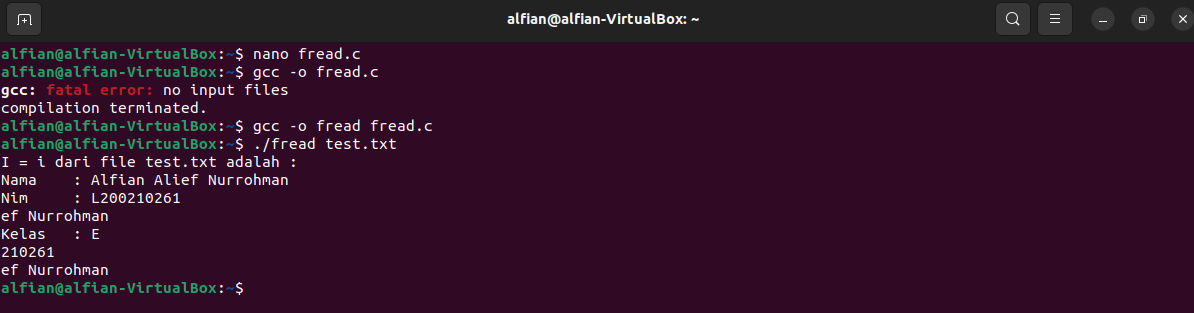 alfian@alfian-VirtualBox: ~
alfian@alfian-VirtualBox:~$ nano fread.c
alfian@alfian-VirtualBox:~$ gcc -o fread.c
gcc: fatal error: no input files
compilation terminated.
alfian@alfian-VirtualBox:~$ gcc -o fread fread.c
alfian@alfian-VirtualBox:~$ ./fread test.txt
I = i dari file test.txt adalah :
Nama    : Alfian Alief Nurrohman
Nim     : L200210261
ef Nurrohman
Kelas   : E
210261
ef Nurrohman
alfian@alfian-VirtualBox:~$